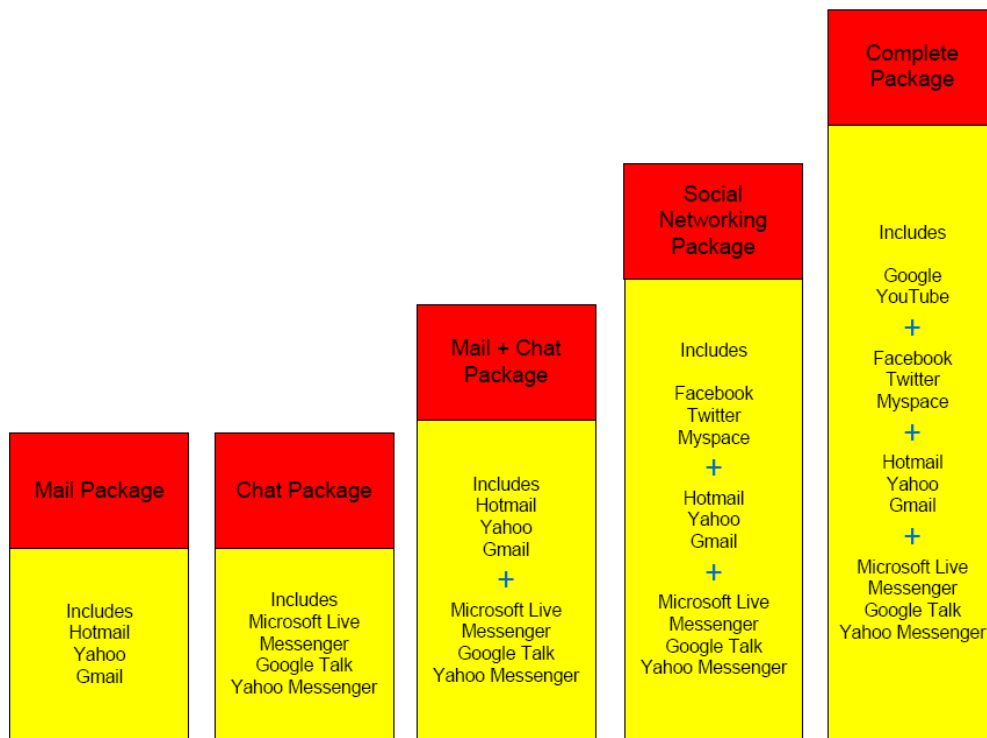 Mail Package
Includes
Hotmail
Yahoo
Gmail
Chat Package
Includes
Microsoft Live
Messenger
Google Talk
Yahoo Messenger
Mail + Chat
Package
Includes
Hotmail
Yahoo
Gmail
+
Microsoft Live
Messenger
Google Talk
Yahoo Messenger
Social
Networking
Package
Includes
Facebook
Twitter
Myspace
+
Hotmail
Yahoo
Gmail
+
Microsoft Live
Messenger
Google Talk
Yahoo Messenger
Complete
Package
Includes
Google
YouTube
+
Facebook
Twitter
Myspace
+
Hotmail
Yahoo
Gmail
+
Microsoft Live
Messenger
Google Talk
Yahoo Messenger